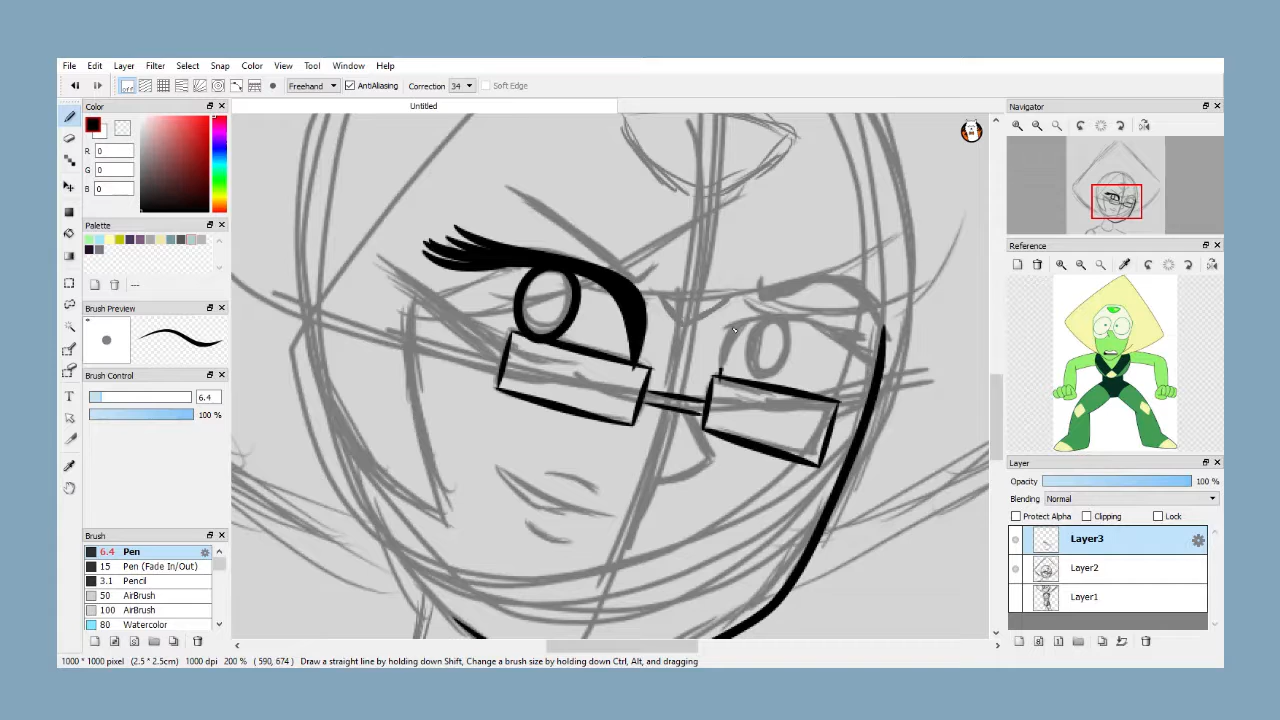 File Edit Layer Filter Select Snap Color View Tool Window Help
Freehand AntiAliasing Correction 34 Soft Edge
Color
R 0
G 0
B 0
Palette
---
Brush Preview
Brush Control
6.4
100 %
Brush
6.4 Pen
15 Pen (Fade In/Out)
3.1 Pencil
50 AirBrush
100 AirBrush
80 Watercolor
Untitled
Navigator
Reference
Layer
Opacity 100 %
Blending Normal
Protect Alpha Clipping Lock
Layer3
Layer2
Layer1
1000 * 1000 pixel (2.5 * 2.5cm) 1000 dpi 200 % ( 590, 674 ) Draw a straight line by holding down Shift, Change a brush size by holding down Ctrl, Alt, and dragging